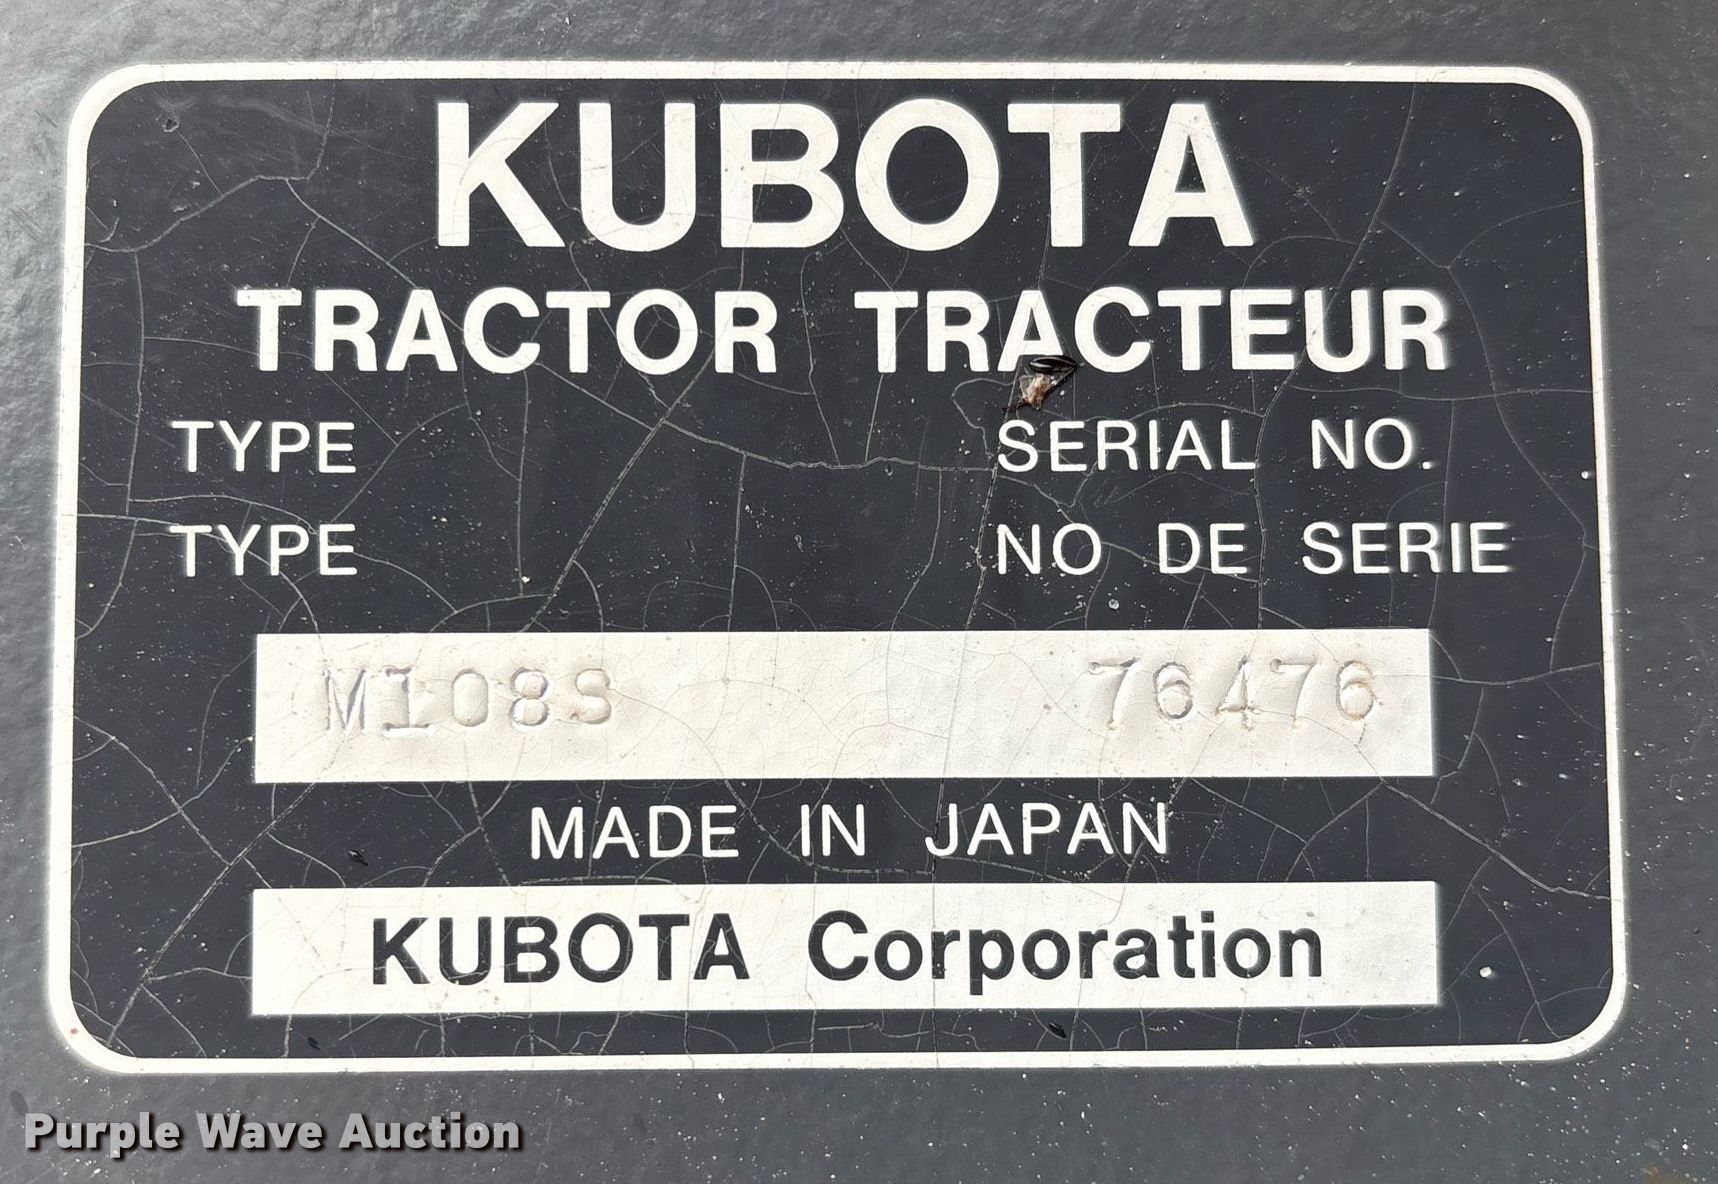 KUBOTA
TRACTOR TRACTEUR
TYPE SERIAL NO.
TYPE NO DE SERIE
M108S 76476
MADE IN JAPAN
KUBOTA Corporation
Purple Wave Auction